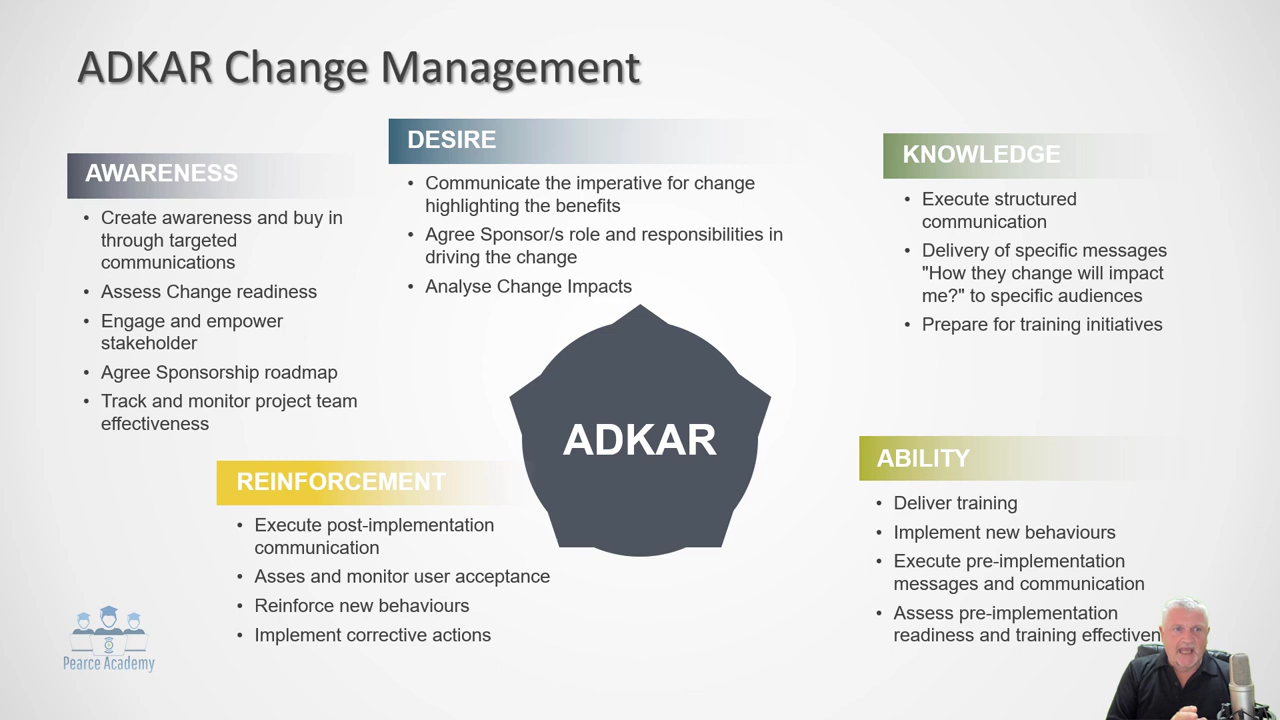 ADKAR Change Management
AWARENESS
• Create awareness and buy in
through targeted
communications
• Assess Change readiness
• Engage and empower
stakeholder
• Agree Sponsorship roadmap
• Track and monitor project team
effectiveness
DESIRE
• Communicate the imperative for change
highlighting the benefits
• Agree Sponsor/s role and responsibilities in
driving the change
• Analyse Change Impacts
KNOWLEDGE
• Execute structured
communication
• Delivery of specific messages
"How they change will impact
me?" to specific audiences
• Prepare for training initiatives
ADKAR
ABILITY
• Deliver training
• Implement new behaviours
• Execute pre-implementation
messages and communication
• Assess pre-implementation
readiness and training
REINFORCEMENT
• Execute post-implementation
communication
• Asses and monitor user acceptance
• Reinforce new behaviours
• Implement corrective actions
Pearce Academy